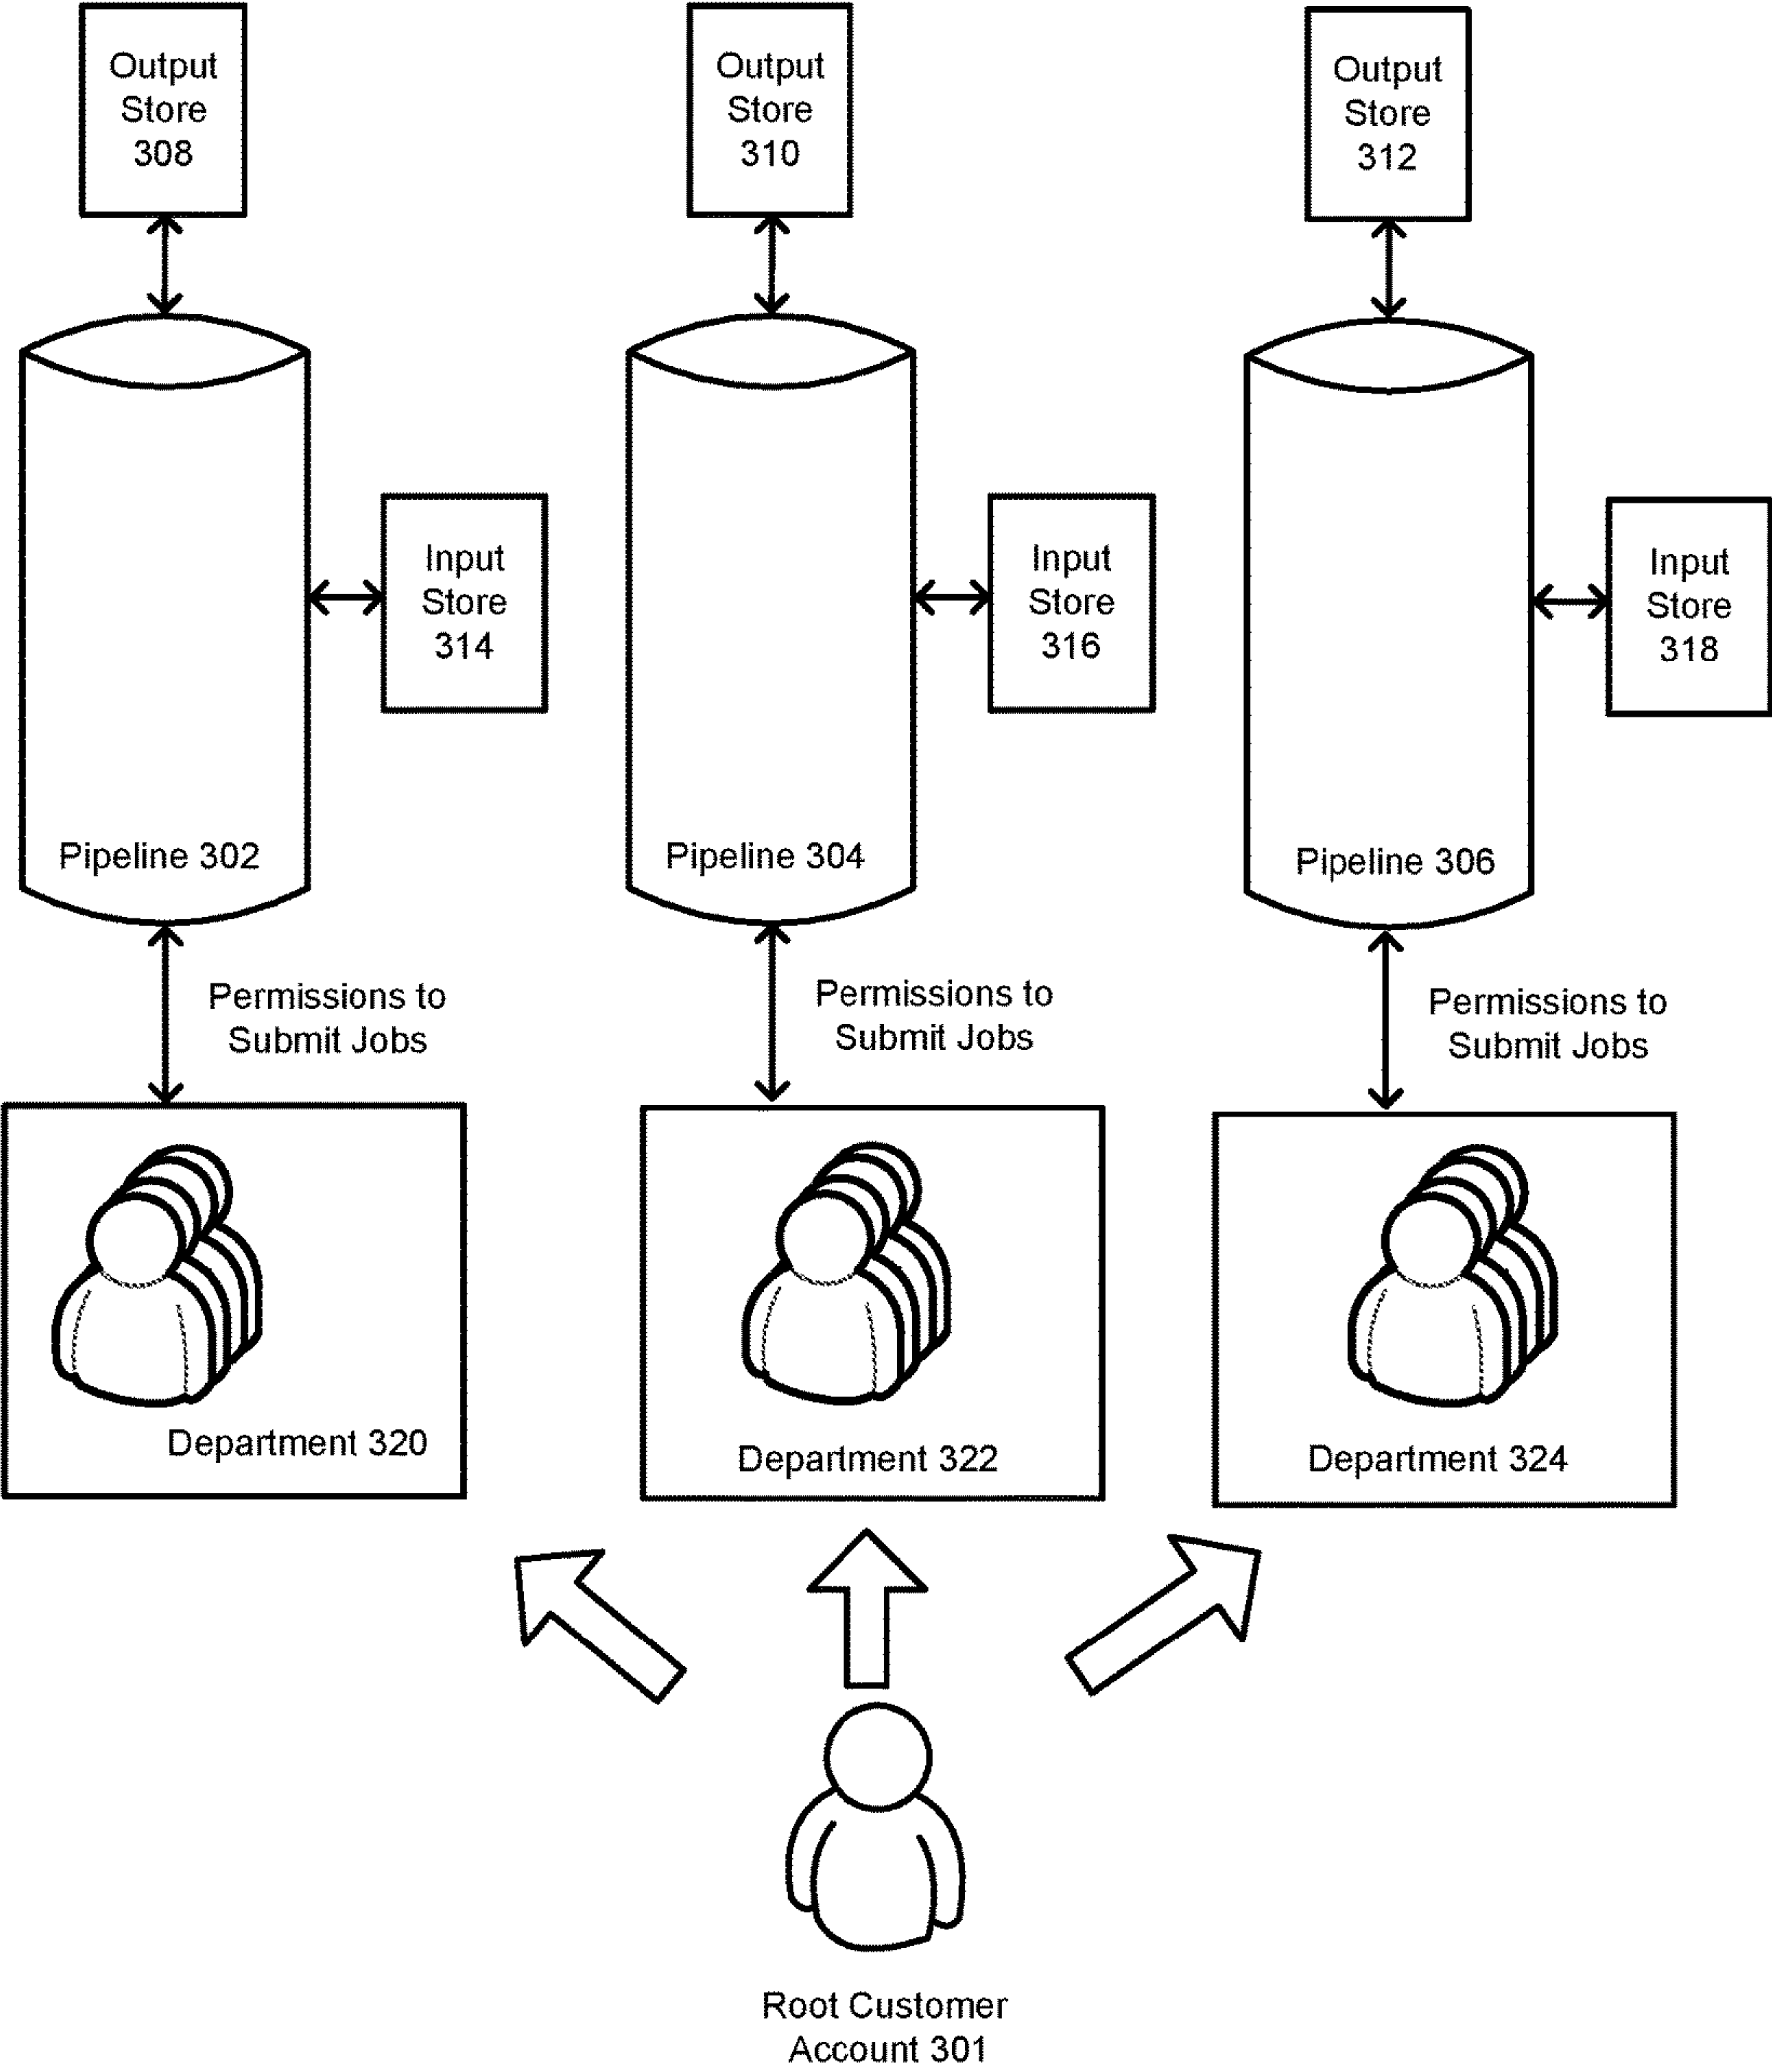 Output
Store
308
Output
Store
310
Output
Store
312
Input
Store
314
Input
Store
316
Input
Store
318
Pipeline 302
Pipeline 304
Pipeline 306
Permissions to
Submit Jobs
Permissions to
Submit Jobs
Permissions to
Submit Jobs
Department 320
Department 322
Department 324
Root Customer
Account 301